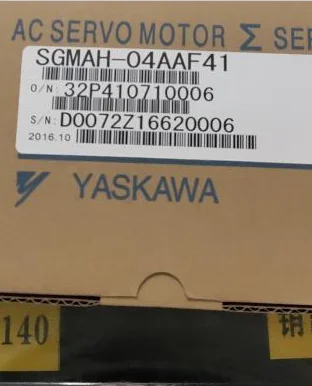 AC SERVO MOTOR Σ SER
SGMAH-04AAF41
O/N: 32P410710006
S/N: D0072Z16620006
2016.10
YASKAWA
140